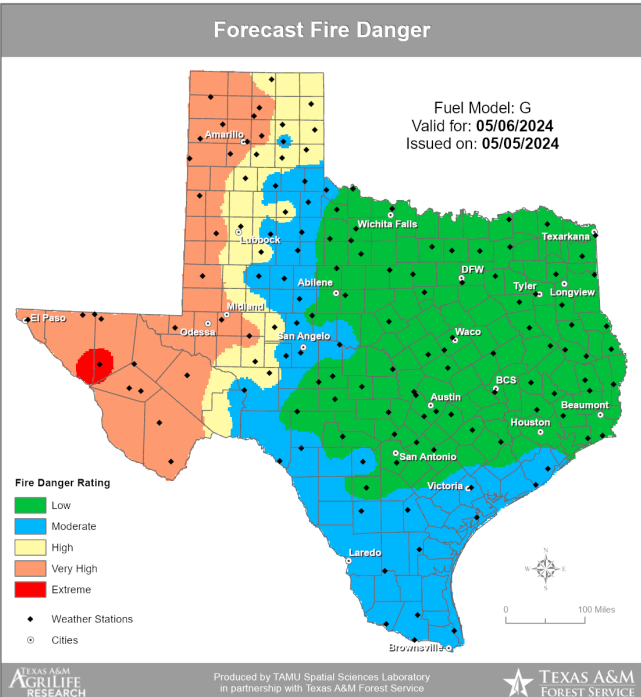 Forecast Fire Danger
Fuel Model: G
Valid for: 05/06/2024
Issued on: 05/05/2024
Amarillo
Wichita Falls
Texarkana
Lubbock
DFW
Abilene
Tyler
Longview
Midland
El Paso
Odessa
Waco
San Angelo
BCS
Austin
Beaumont
Houston
San Antonio
Victoria
Laredo
Brownsville
Fire Danger Rating
Low
Moderate
High
Very High
Extreme
Weather Stations
Cities
N
W E
S
0 100 Miles
TEXAS A&M
AGRILIFE
RESEARCH
Produced by TAMU Spatial Sciences Laboratory
in partnership with Texas A&M Forest Service
TEXAS A&M
FOREST SERVICE